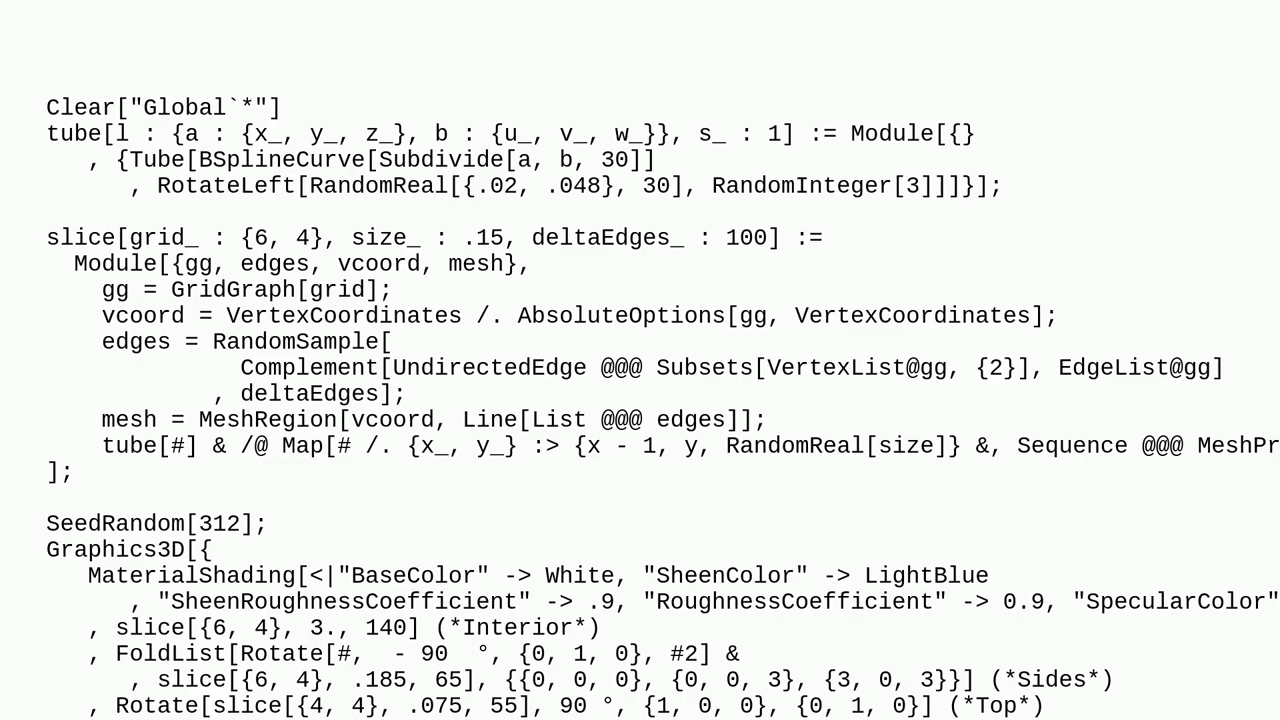 Clear["Global`*"]
tube[l : {a : {x_, y_, z_}, b : {u_, v_, w_}}, s_ : 1] := Module[{}
   , {Tube[BSplineCurve[Subdivide[a, b, 30]]
      , RotateLeft[RandomReal[{.02, .048}, 30], RandomInteger[3]]]}];
slice[grid_ : {6, 4}, size_ : .15, deltaEdges_ : 100] :=
  Module[{gg, edges, vcoord, mesh},
    gg = GridGraph[grid];
    vcoord = VertexCoordinates /. AbsoluteOptions[gg, VertexCoordinates];
    edges = RandomSample[
              Complement[UndirectedEdge @@@ Subsets[VertexList@gg, {2}], EdgeList@gg]
            , deltaEdges];
    mesh = MeshRegion[vcoord, Line[List @@@ edges]];
    tube[#] & /@ Map[# /. {x_, y_} :> {x - 1, y, RandomReal[size]} &, Sequence @@@ MeshPr
];
SeedRandom[312];
Graphics3D[{
   MaterialShading[<|"BaseColor" -> White, "SheenColor" -> LightBlue
      , "SheenRoughnessCoefficient" -> .9, "RoughnessCoefficient" -> 0.9, "SpecularColor"
   , slice[{6, 4}, 3., 140] (*Interior*)
   , FoldList[Rotate[#,  - 90  °, {0, 1, 0}, #2] &
      , slice[{6, 4}, .185, 65], {{0, 0, 0}, {0, 0, 3}, {3, 0, 3}}] (*Sides*)
   , Rotate[slice[{4, 4}, .075, 55], 90 °, {1, 0, 0}, {0, 1, 0}] (*Top*)